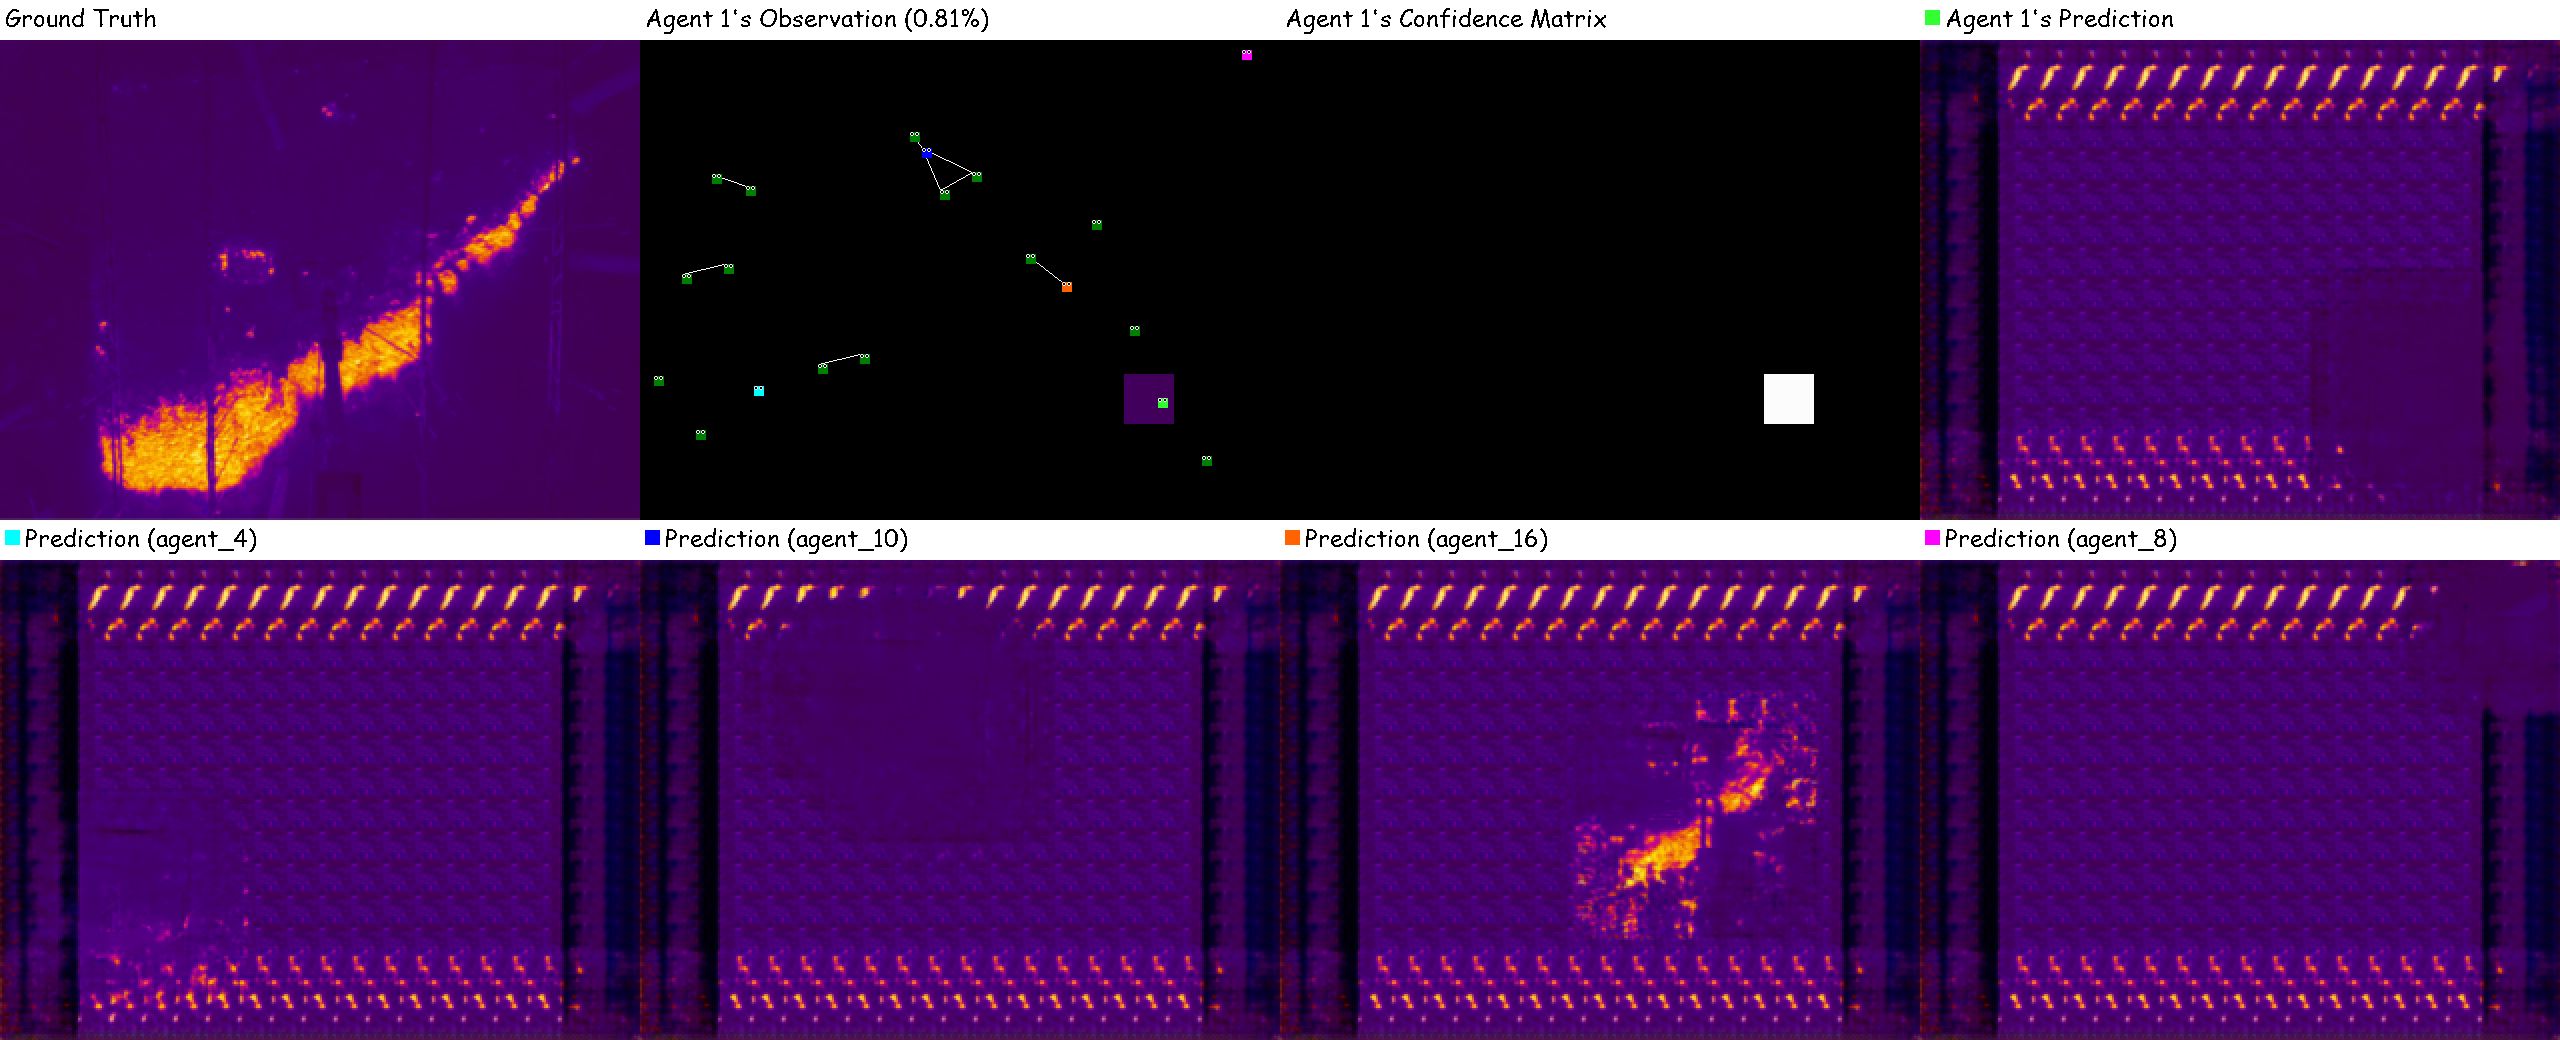 Ground Truth
Agent 1's Observation (0.81%)
Agent 1's Confidence Matrix
Agent 1's Prediction
Prediction (agent_4)
Prediction (agent_10)
Prediction (agent_16)
Prediction (agent_8)